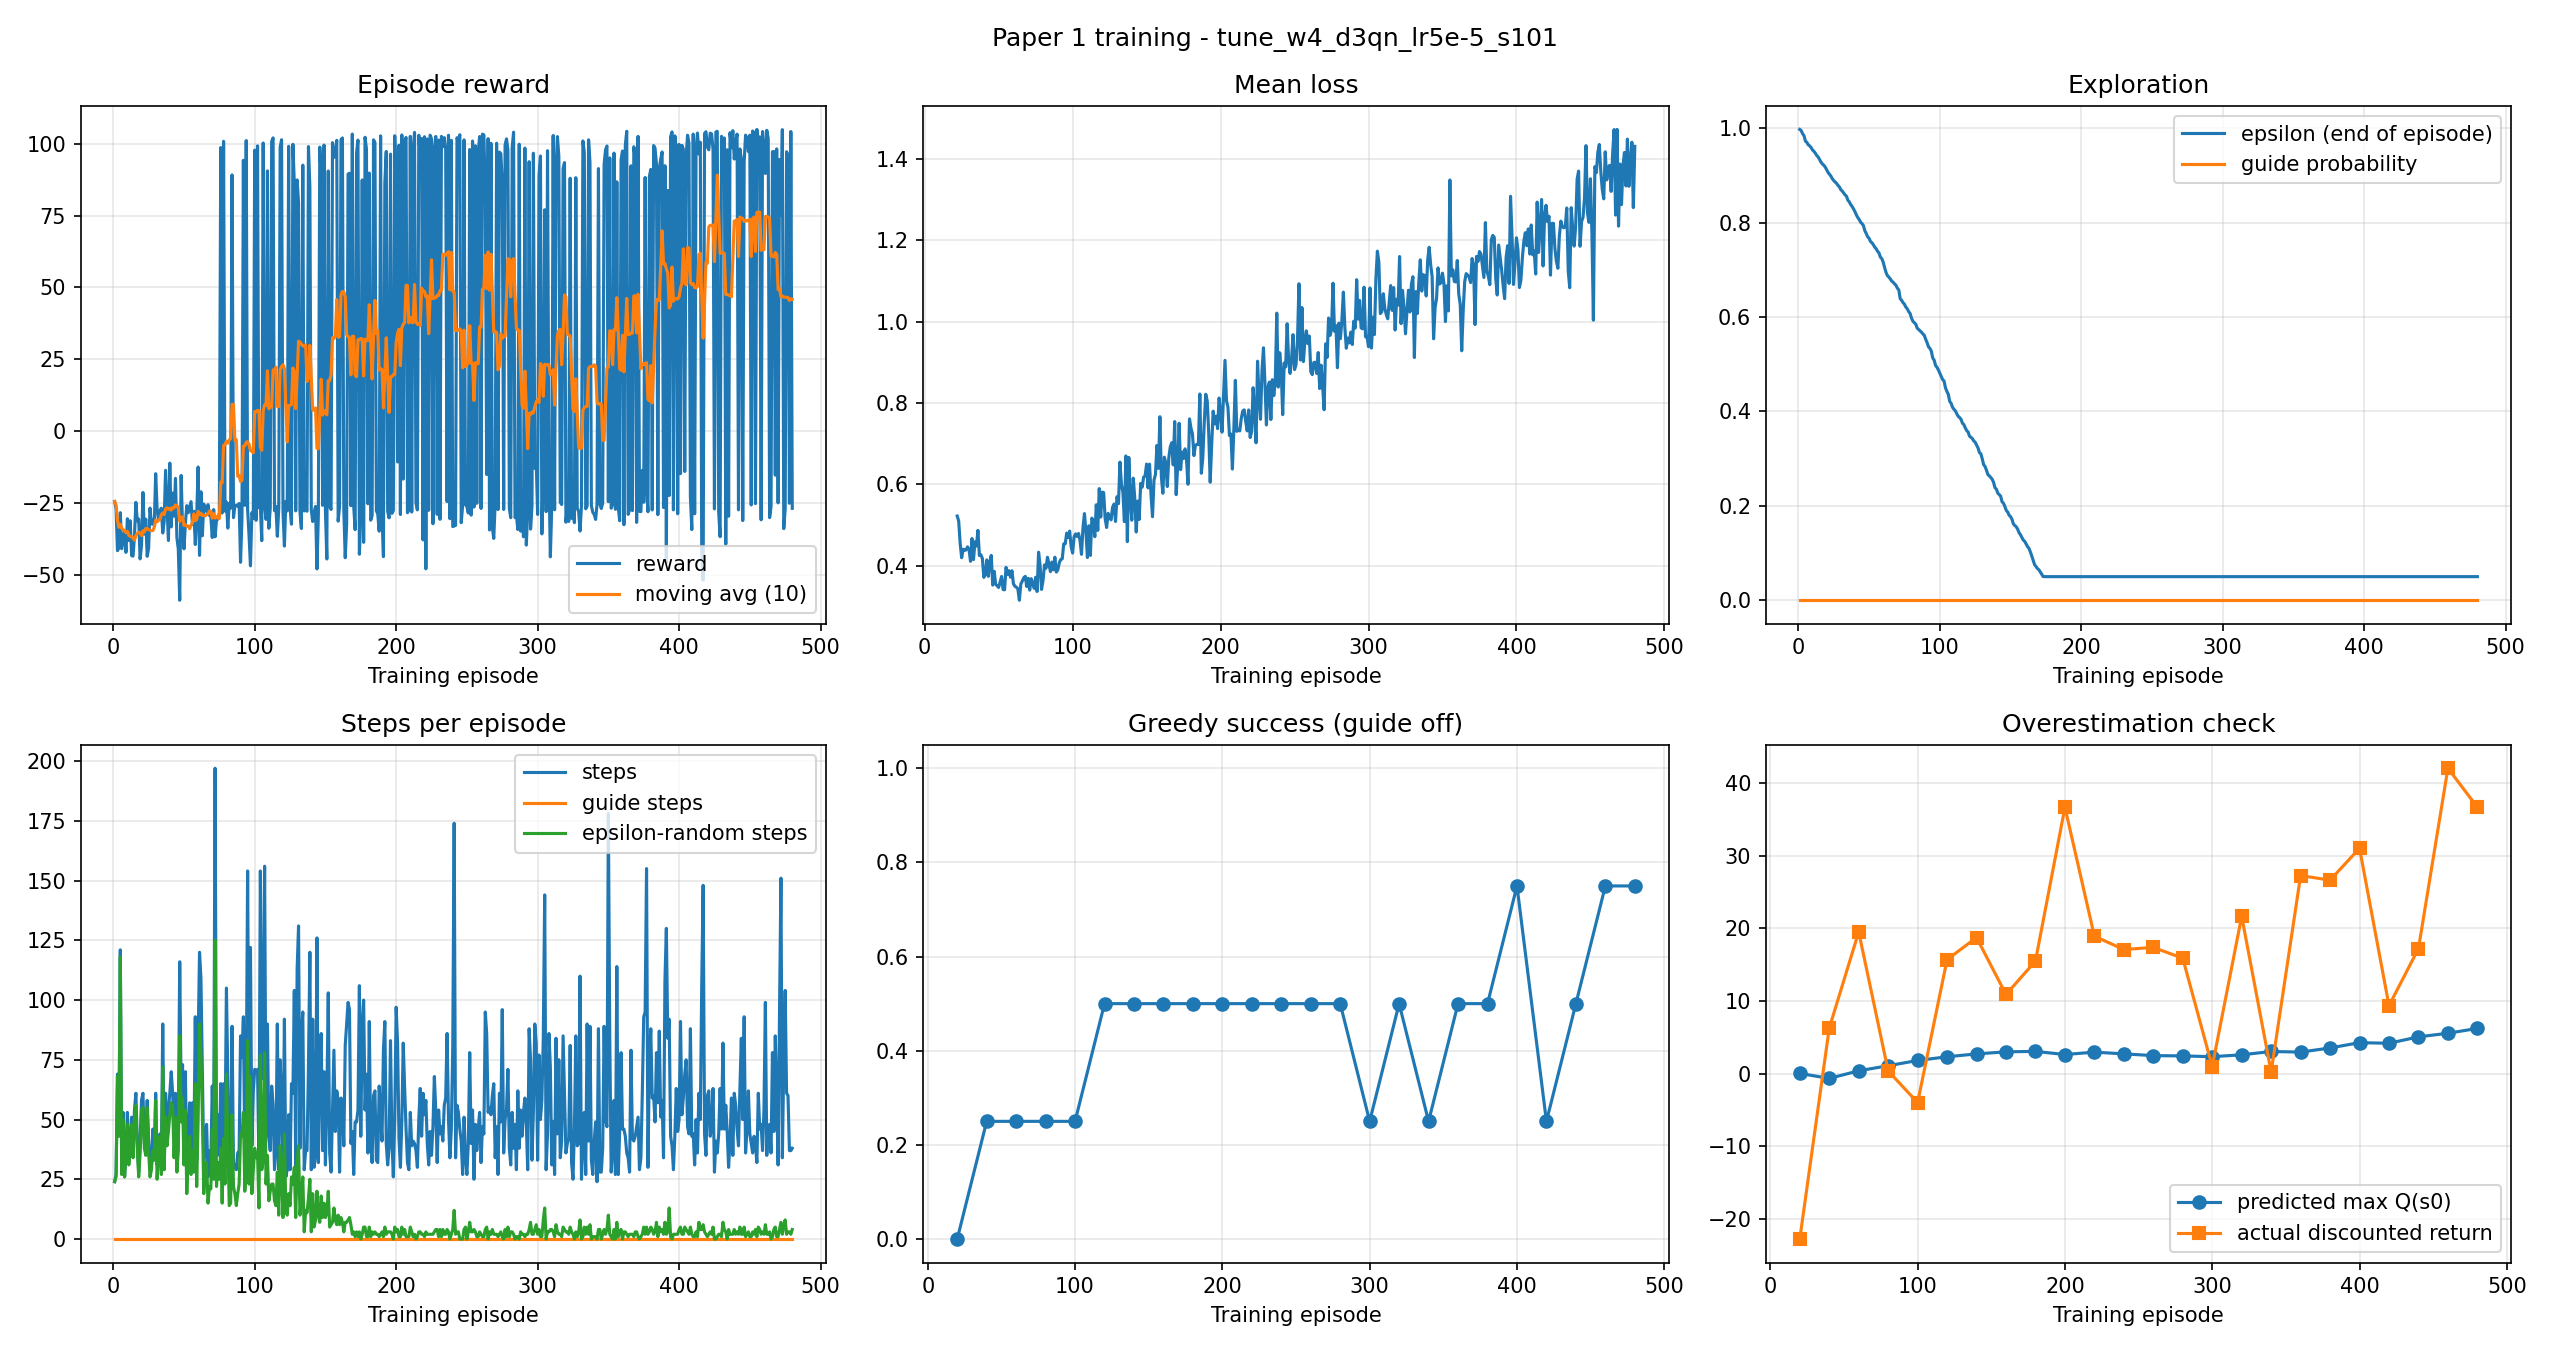 Paper 1 training - tune_w4_d3qn_lr5e-5_s101
Episode reward
100
75
50
25
0
−25
−50
reward
moving avg (10)
0 100 200 300 400 500
Training episode
Mean loss
1.4
1.2
1.0
0.8
0.6
0.4
0 100 200 300 400 500
Training episode
Exploration
1.0
0.8
0.6
0.4
0.2
0.0
epsilon (end of episode)
guide probability
0 100 200 300 400 500
Training episode
Steps per episode
200
175
150
125
100
75
50
25
0
steps
guide steps
epsilon-random steps
0 100 200 300 400 500
Training episode
Greedy success (guide off)
1.0
0.8
0.6
0.4
0.2
0.0
0 100 200 300 400 500
Training episode
Overestimation check
40
30
20
10
0
−10
−20
predicted max Q(s0)
actual discounted return
0 100 200 300 400 500
Training episode